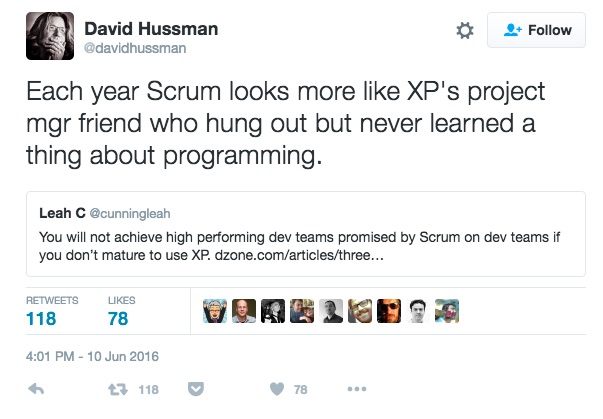 David Hussman
@davidhussman
Follow
Each year Scrum looks more like XP's project
mgr friend who hung out but never learned a
thing about programming.
Leah C @cunningleah
You will not achieve high performing dev teams promised by Scrum on dev teams if
you don't mature to use XP. dzone.com/articles/three…
RETWEETS LIKES
118 78
4:01 PM - 10 Jun 2016
118 78